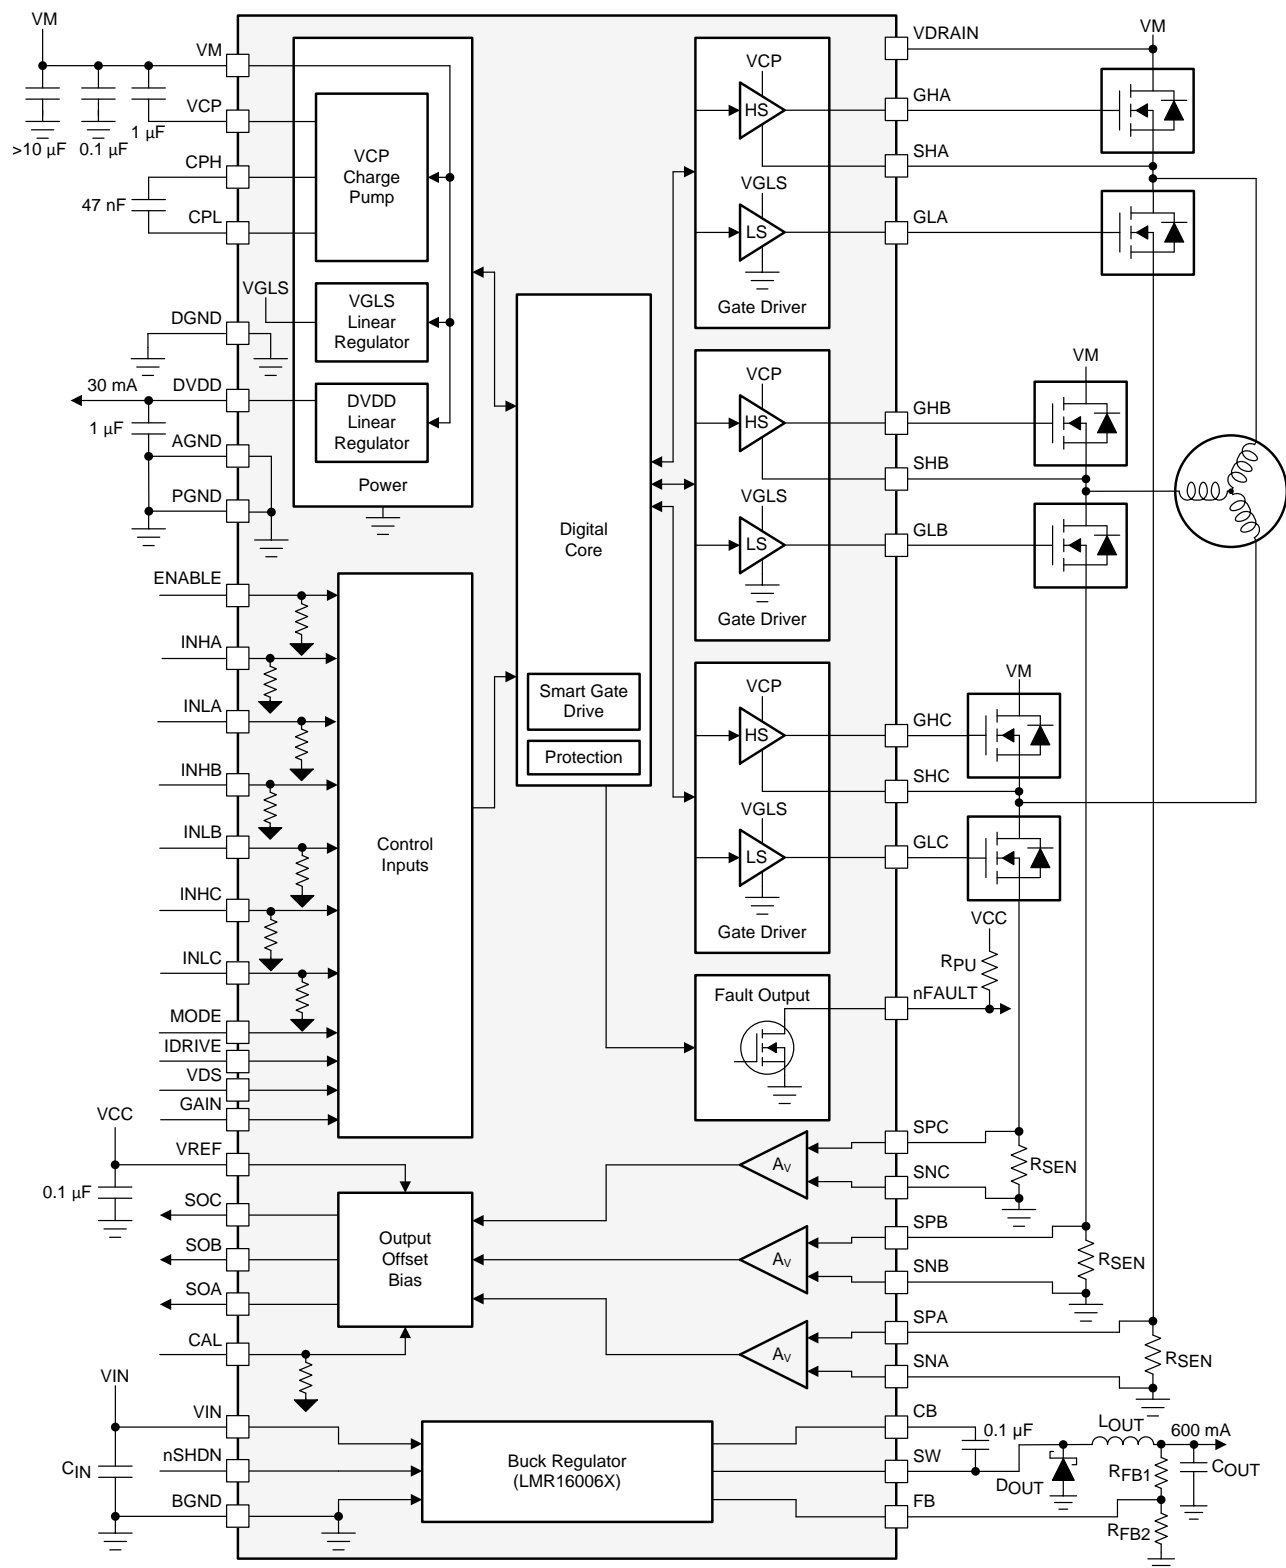 VM
VM
VCP
>10 µF
0.1 µF
1 µF
CPH
47 nF
CPL
VCP
Charge
Pump
VGLS
VGLS
Linear
Regulator
DGND
30 mA
DVDD
DVDD
Linear
Regulator
1 µF
AGND
PGND
Power
ENABLE
INHA
INLA
INHB
INLB
INHC
INLC
MODE
IDRIVE
VDS
GAIN
Control
Inputs
Digital
Core
Smart Gate
Drive
Protection
VCP
HS
VGLS
LS
Gate Driver
VCP
HS
VGLS
LS
Gate Driver
VCP
HS
VGLS
LS
Gate Driver
Fault Output
VDRAIN
VM
GHA
SHA
GLA
VM
GHB
SHB
GLB
VM
GHC
SHC
GLC
VCC
RPU
nFAULT
VCC
VREF
0.1 µF
SOC
SOB
SOA
CAL
Output
Offset
Bias
AV
AV
AV
SPC
SNC
RSEN
SPB
SNB
RSEN
SPA
SNA
RSEN
VIN
VIN
CIN
nSHDN
BGND
Buck Regulator
(LMR16006X)
CB
0.1 µF
SW
FB
LOUT
600 mA
DOUT
RFB1
COUT
RFB2